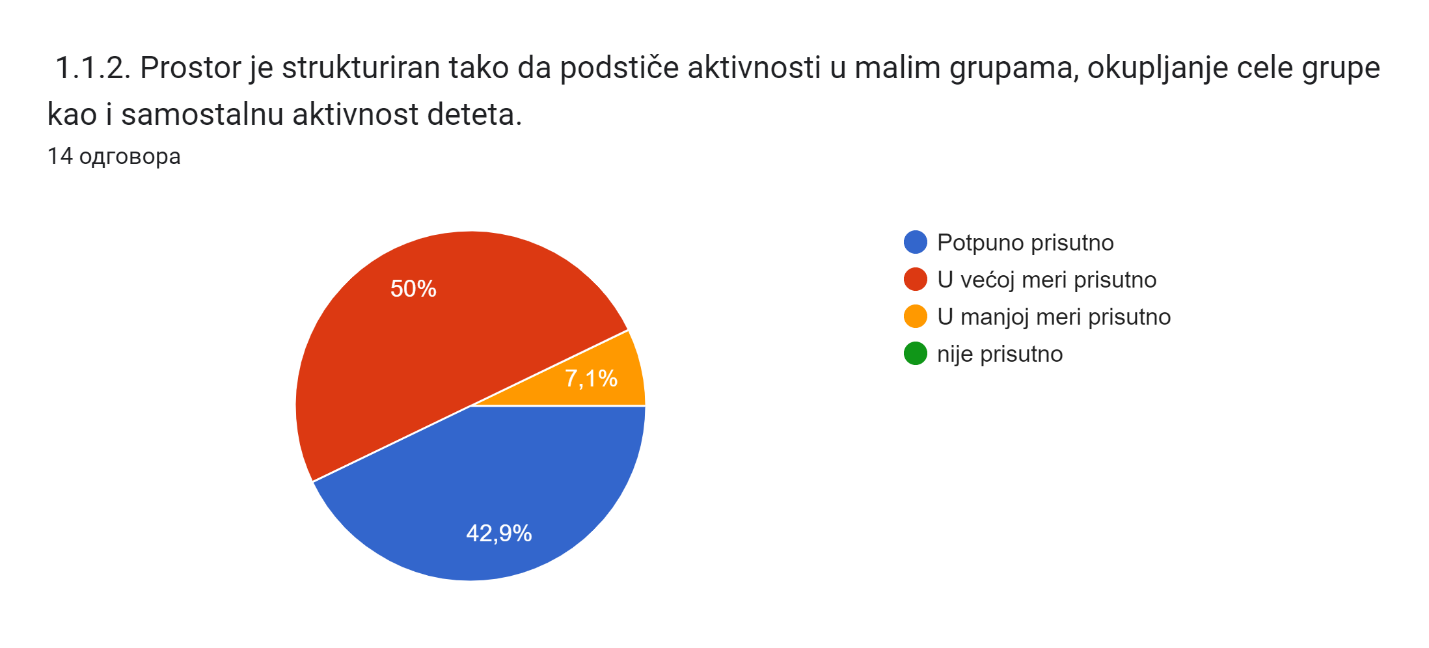 1.1.2. Prostor je strukturiran tako da podstiče aktivnosti u malim grupama, okupljanje cele grupe
kao i samostalnu aktivnost deteta.
14 одговора
50%
7,1%
42,9%
Potpuno prisutno
U većoj meri prisutno
U manjoj meri prisutno
nije prisutno